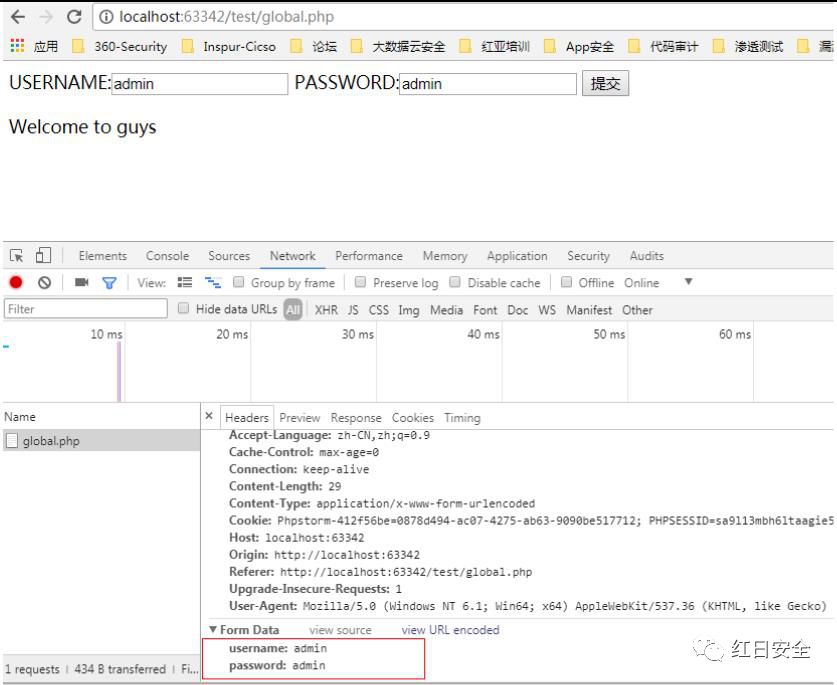 localhost:63342/test/global.php
应用 360-Security Inspur-Cicso 论坛 大数据云安全 红亚培训 App安全 代码审计 渗透测试
USERNAME:admin PASSWORD:admin 提交
Welcome to guys
Elements Console Sources Network Performance Memory Application Security Audits
View: Group by frame Preserve log Disable cache Offline Online
Filter Hide data URLs All XHR JS CSS Img Media Font Doc WS Manifest Other
10 ms 20 ms 30 ms 40 ms 50 ms 60 ms
Name × Headers Preview Response Cookies Timing
global.php
Accept-Language: zh-CN,zh;q=0.9
Cache-Control: max-age=0
Connection: keep-alive
Content-Length: 29
Content-Type: application/x-www-form-urlencoded
Cookie: Phpstorm-412f56be=0878d494-ac07-4275-ab63-9090be517712; PHPSESSID=sa9l13mbh6ltaagie5
Host: localhost:63342
Origin: http://localhost:63342
Referer: http://localhost:63342/test/global.php
Upgrade-Insecure-Requests: 1
User-Agent: Mozilla/5.0 (Windows NT 6.1; Win64; x64) AppleWebKit/537.36 (KHTML, like Gecko)
▼Form Data view source view URL encoded
username: admin
password: admin
红日安全
1 requests | 434 B transferred | Fi...